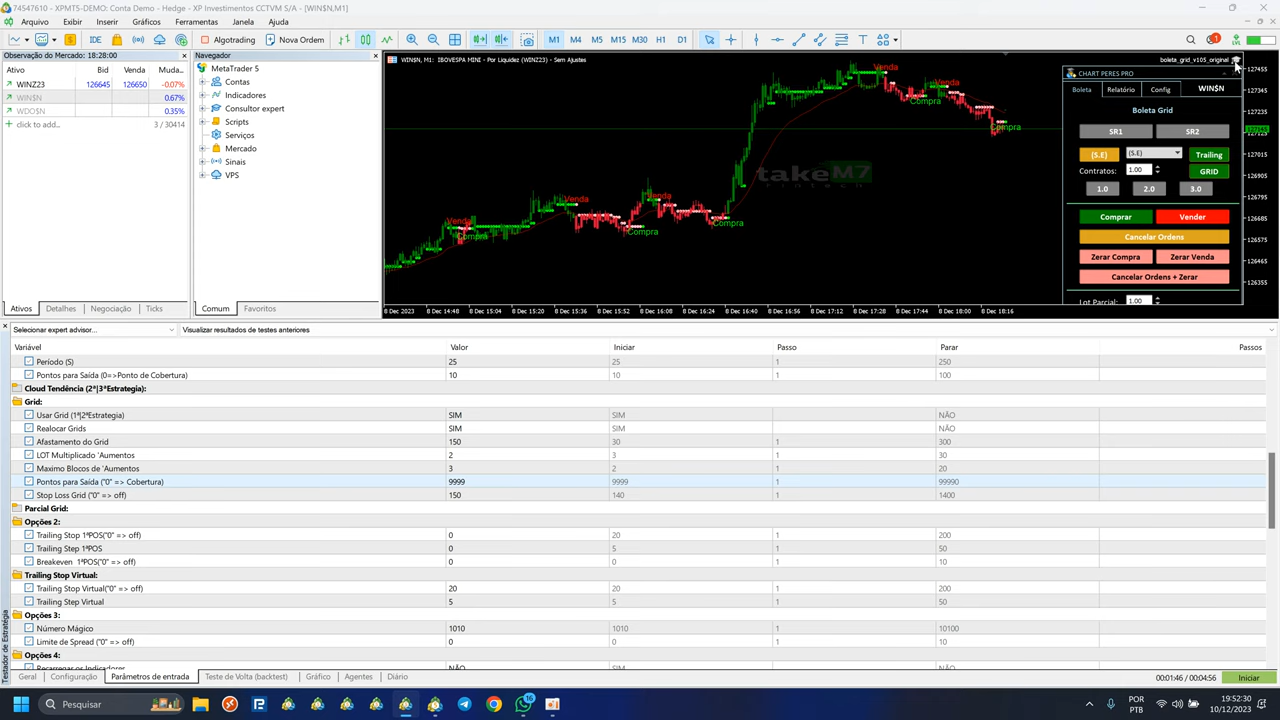 74547610 - XPMT5-DEMO: Conta Demo - Hedge - XP Investimentos CCTVM S/A - [WIN$N,M1]
Arquivo Exibir Inserir Gráficos Ferramentas Janela Ajuda
Algotrading Nova Ordem M1 M4 M5 M15 M30 H1 D1
Observação do Mercado: 18:28:00
Ativo Bid Venda Muda...
WINZ23 126645 126650 -0.07%
WIN$N 0.67%
WDO$N 0.35%
click to add... 3 / 30414
Ativos Detalhes Negociação Ticks
Navegador
MetaTrader 5
Contas
Indicadores
Consultor expert
Scripts
Serviços
Mercado
Sinais
VPS
Comum Favoritos
WIN$N, M1: IBOVESPA MINI - Por Liquidez (WINZ23) - Sem Ajustes
boleta_grid_v105_original
Venda
Venda
Compra
Compra
Venda
Compra
Venda
Compra
Venda
Compra
takeM7
FINTECH
CHART PERES PRO
Boleta Relatório Config WIN$N
Boleta Grid
SR1 SR2
(S.E) (S.E) Trailing
Contratos: 1.00 GRID
1.0 2.0 3.0
Comprar Vender
Cancelar Ordens
Zerar Compra Zerar Venda
Cancelar Ordens + Zerar
Lot Parcial: 1.00
127455
127345
127235
127125
127015
126905
126795
126685
126575
126465
126355
8 Dec 2023 8 Dec 14:48 8 Dec 15:04 8 Dec 15:20 8 Dec 15:36 8 Dec 15:52 8 Dec 16:08 8 Dec 16:24 8 Dec 16:40 8 Dec 16:56 8 Dec 17:12 8 Dec 17:28 8 Dec 17:44 8 Dec 18:00 8 Dec 18:16
Selecionar expert advisor... Visualizar resultados de testes anteriores
Variável Valor Iniciar Passo Parar Passos
Período (S) 25 25 1 250
Pontos para Saída (0=>Ponto de Cobertura) 10 10 1 100
Cloud Tendência (2ª|3ªEstrategia):
Grid:
Usar Grid (1ª|2ªEstrategia) SIM SIM NÃO
Realocar Grids SIM SIM NÃO
Afastamento do Grid 150 30 1 300
LOT Multiplicado 'Aumentos 2 3 1 30
Maximo Blocos de 'Aumentos 3 2 1 20
Pontos para Saída ("0" => Cobertura) 9999 9999 1 99990
Stop Loss Grid ("0" => off) 150 140 1 1400
Parcial Grid:
Opções 2:
Trailing Stop 1ªPOS("0" => off) 0 20 1 200
Trailing Step 1ªPOS 0 5 1 50
Breakeven 1ªPOS("0" => off) 0 0 1 10
Trailing Stop Virtual:
Trailing Stop Virtual("0" => off) 20 20 1 200
Trailing Step Virtual 5 5 1 50
Opções 3:
Número Mágico 1010 1010 1 10100
Limite de Spread ("0" => off) 0 0 1 10
Opções 4:
Recarregas os Indicadores NÃO SIM NÃO
Testador de Estratégia
Geral Configuração Parâmetros de entrada Teste de Volta (backtest) Gráfico Agentes Diário 00:01:46 / 00:04:56 Iniciar
Pesquisar
16
POR
PTB
19:52:30
10/12/2023